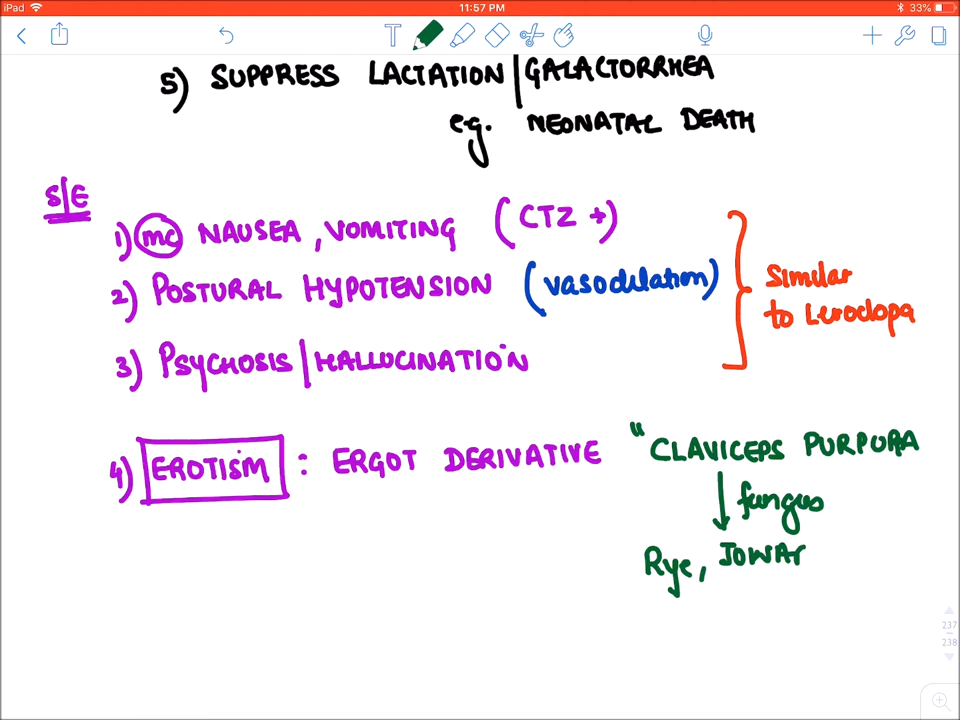 iPad 11:57 PM 33%
T
5) SUPPRESS LACTATION | GALACTORRHEA
e.g. NEONATAL DEATH
S/E
1) mc NAUSEA, VOMITING (CTZ +)
2) POSTURAL HYPOTENSION (vasodilation)
3) PSYCHOSIS | HALLUCINATION
Similar
to Levodopa
4) EROTISM : ERGOT DERIVATIVE "CLAVICEPS PURPURA
fungus
Rye, JOWAR
237
238